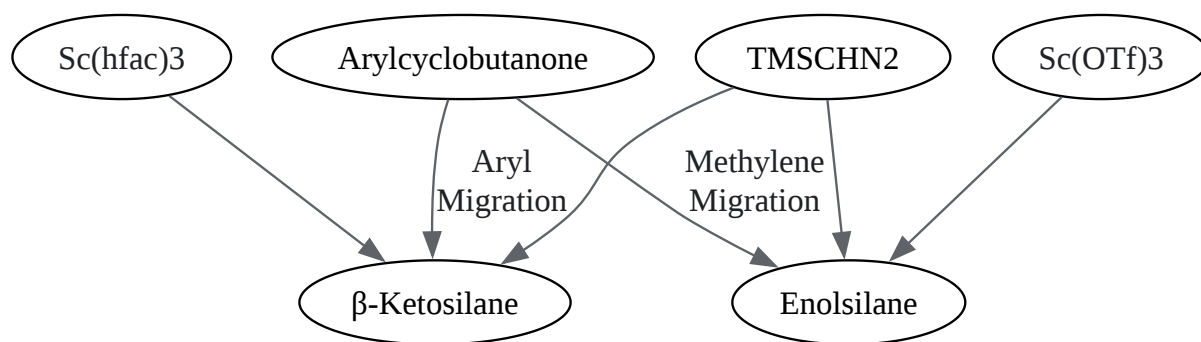 Sc(hfac)3
Arylcyclobutanone
TMSCHN2
Sc(OTf)3
Aryl
Migration
Methylene
Migration
β-Ketosilane
Enolsilane